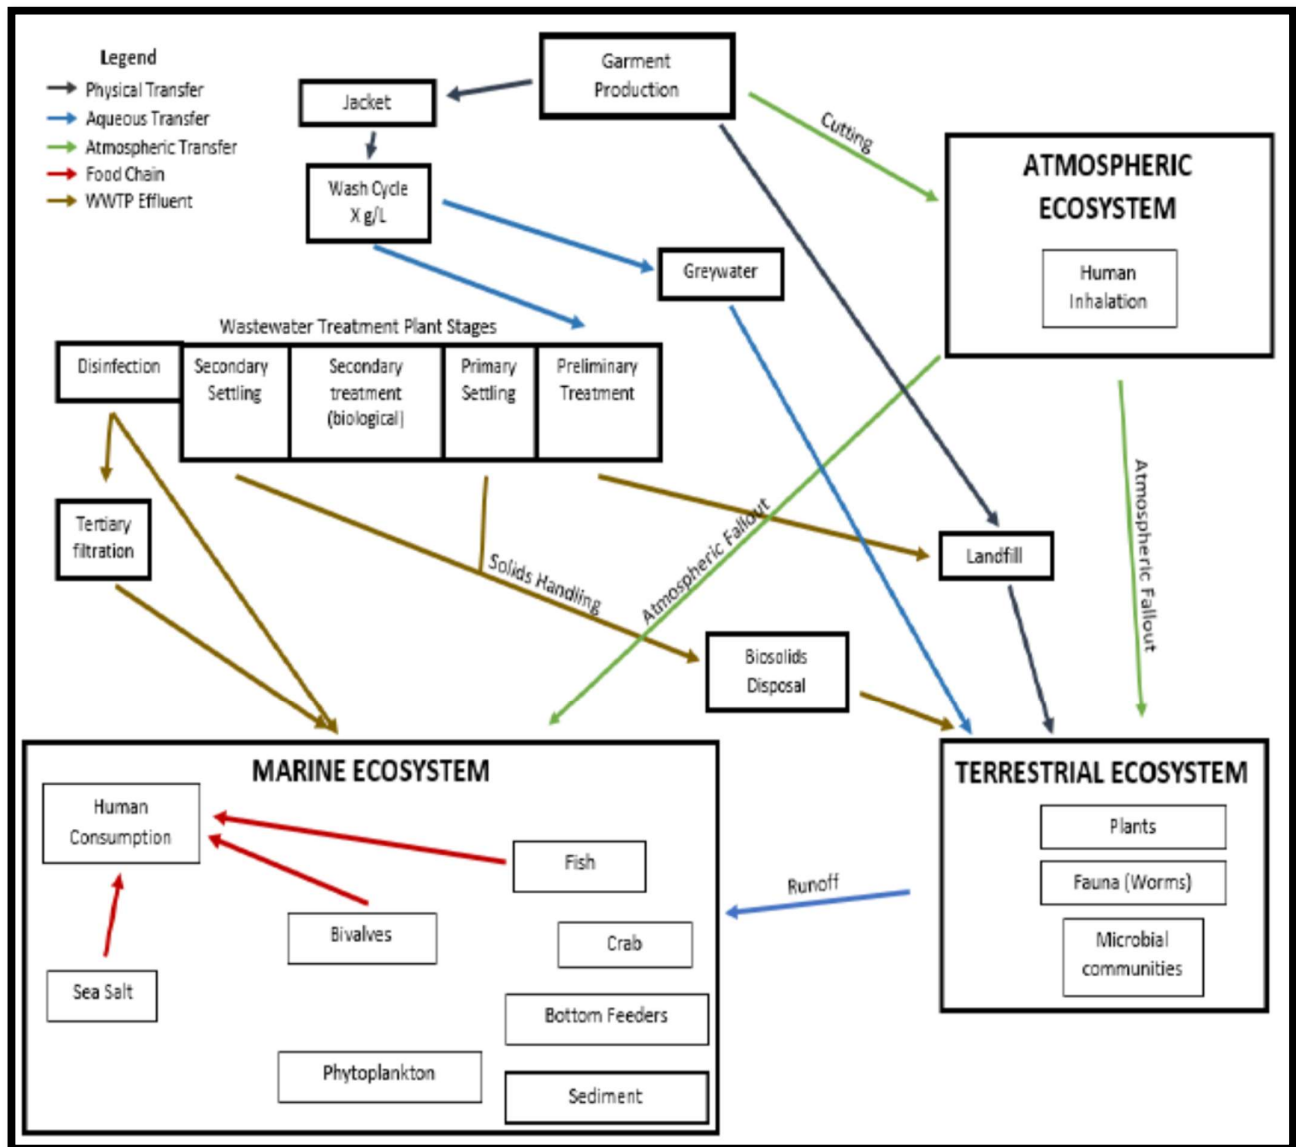 Legend
Physical Transfer
Aqueous Transfer
Atmospheric Transfer
Food Chain
WWTP Effluent
Garment
Production
Jacket
Cutting
Wash Cycle
X g/L
Greywater
ATMOSPHERIC
ECOSYSTEM
Human
Inhalation
Wastewater Treatment Plant Stages
Disinfection
Secondary
Settling
Secondary
treatment
(biological)
Primary
Settling
Preliminary
Treatment
Tertiary
filtration
Solids Handling
Atmospheric Fallout
Landfill
Atmospheric Fallout
Biosolids
Disposal
MARINE ECOSYSTEM
Human
Consumption
Fish
Bivalves
Crab
Sea Salt
Bottom Feeders
Phytoplankton
Sediment
Runoff
TERRESTRIAL ECOSYSTEM
Plants
Fauna (Worms)
Microbial
communities